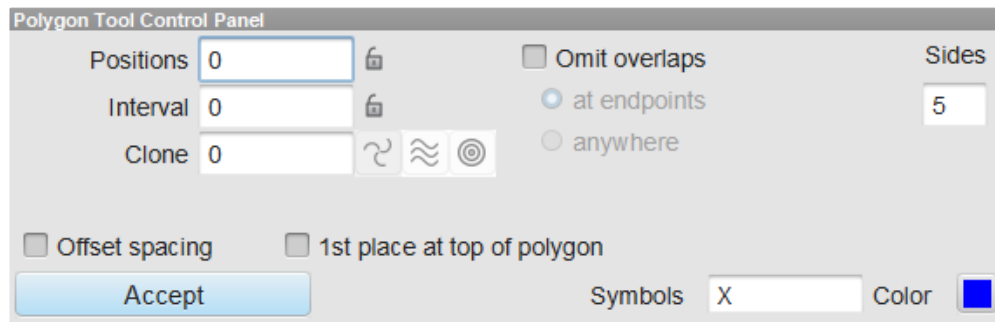 Polygon Tool Control Panel
Positions 0 Omit overlaps Sides
Interval 0 at endpoints 5
Clone 0 anywhere
Offset spacing 1st place at top of polygon
Accept Symbols X Color